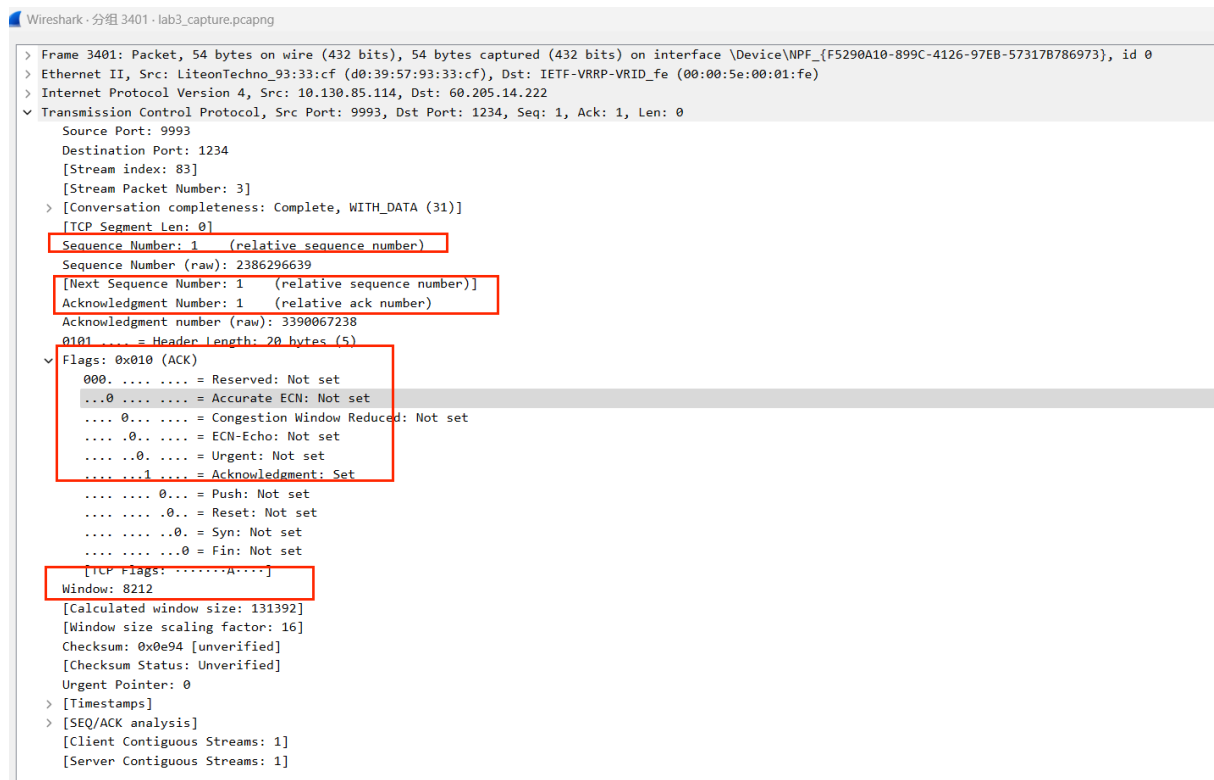 Wireshark · 分组 3401 · lab3_capture.pcapng
> Frame 3401: Packet, 54 bytes on wire (432 bits), 54 bytes captured (432 bits) on interface \Device\NPF_{F5290A10-899C-4126-97EB-57317B786973}, id 0
> Ethernet II, Src: LiteonTechno_93:33:cf (d0:39:57:93:33:cf), Dst: IETF-VRRP-VRID_fe (00:00:5e:00:01:fe)
> Internet Protocol Version 4, Src: 10.130.85.114, Dst: 60.205.14.222
Transmission Control Protocol, Src Port: 9993, Dst Port: 1234, Seq: 1, Ack: 1, Len: 0
Source Port: 9993
Destination Port: 1234
[Stream index: 83]
[Stream Packet Number: 3]
> [Conversation completeness: Complete, WITH_DATA (31)]
[TCP Segment Len: 0]
Sequence Number: 1    (relative sequence number)
Sequence Number (raw): 2386296639
[Next Sequence Number: 1    (relative sequence number)]
Acknowledgment Number: 1    (relative ack number)
Acknowledgment number (raw): 3390067238
0101 .... = Header Length: 20 bytes (5)
Flags: 0x010 (ACK)
000. .... .... = Reserved: Not set
...0 .... .... = Accurate ECN: Not set
.... 0... .... = Congestion Window Reduced: Not set
.... .0.. .... = ECN-Echo: Not set
.... ..0. .... = Urgent: Not set
.... ...1 .... = Acknowledgment: Set
.... .... 0... = Push: Not set
.... .... .0.. = Reset: Not set
.... .... ..0. = Syn: Not set
.... .... ...0 = Fin: Not set
[TCP Flags: ·······A····]
Window: 8212
[Calculated window size: 131392]
[Window size scaling factor: 16]
Checksum: 0x0e94 [unverified]
[Checksum Status: Unverified]
Urgent Pointer: 0
> [Timestamps]
> [SEQ/ACK analysis]
[Client Contiguous Streams: 1]
[Server Contiguous Streams: 1]